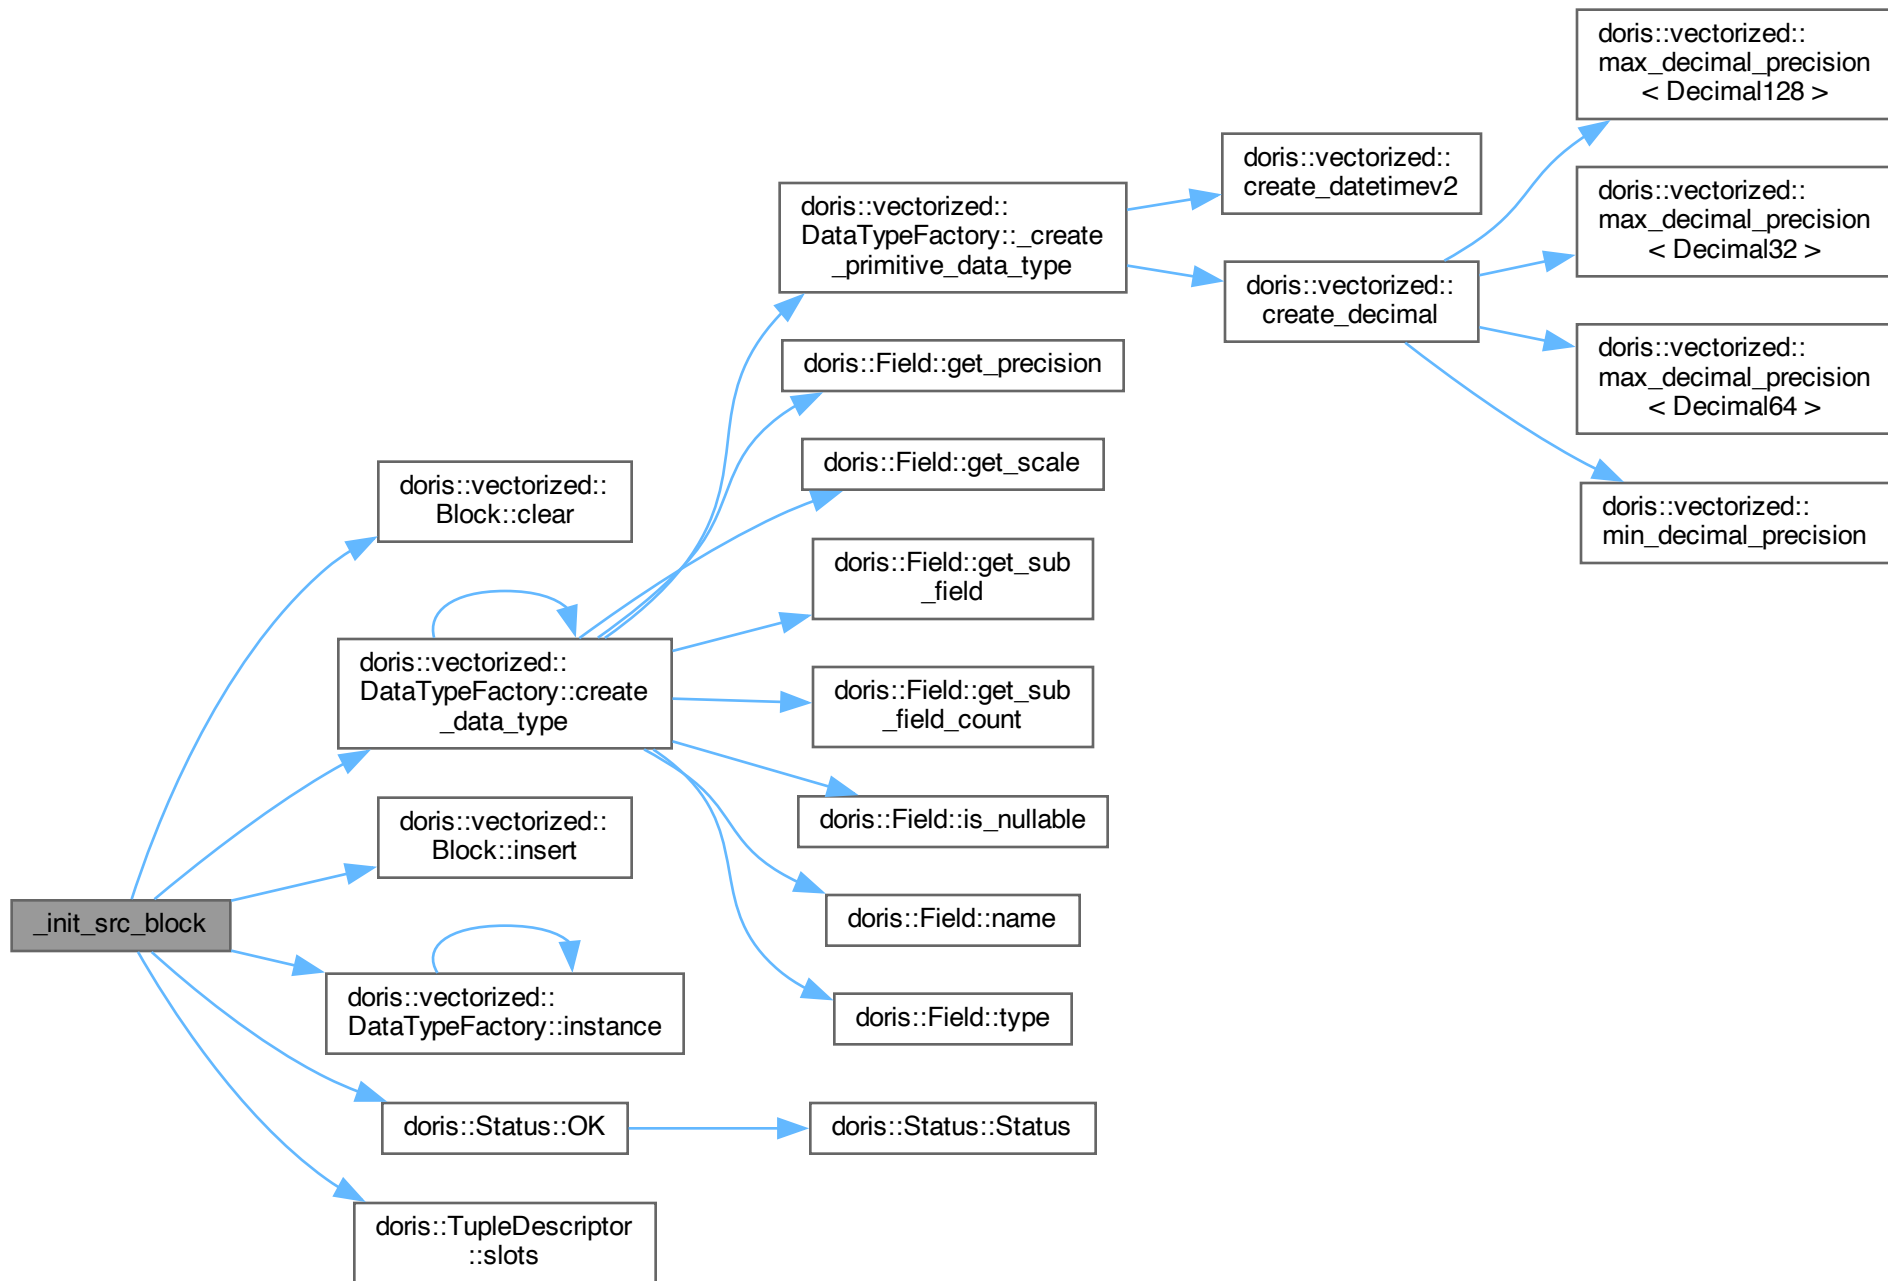 _init_src_block
doris::vectorized::
Block::clear
doris::vectorized::
DataTypeFactory::create
_data_type
doris::vectorized::
Block::insert
doris::vectorized::
DataTypeFactory::instance
doris::Status::OK
doris::TupleDescriptor
::slots
doris::vectorized::
DataTypeFactory::_create
_primitive_data_type
doris::Field::get_precision
doris::Field::get_scale
doris::Field::get_sub
_field
doris::Field::get_sub
_field_count
doris::Field::is_nullable
doris::Field::name
doris::Field::type
doris::Status::Status
doris::vectorized::
create_datetimev2
doris::vectorized::
create_decimal
doris::vectorized::
max_decimal_precision
< Decimal128 >
doris::vectorized::
max_decimal_precision
< Decimal32 >
doris::vectorized::
max_decimal_precision
< Decimal64 >
doris::vectorized::
min_decimal_precision